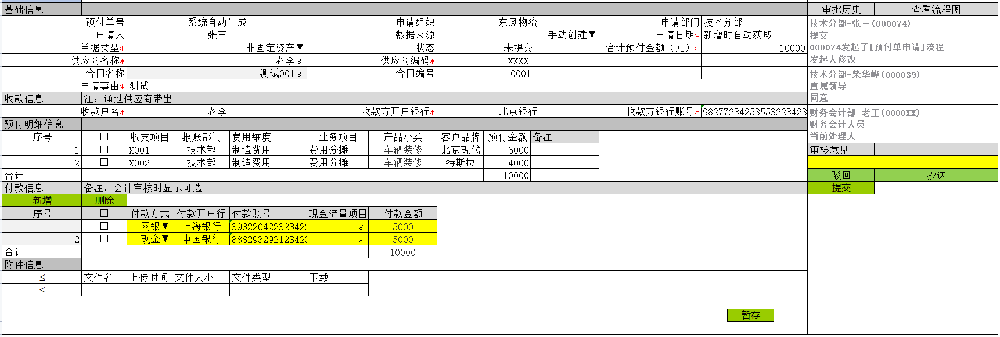 基础信息
预付单号 系统自动生成 申请组织 东风物流 申请部门 技术分部
申请人 张三 数据来源 手动创建▼ 申请日期* 新增时自动获取
单据类型* 非固定资产▼ 状态 未提交 合计预付金额（元）* 10000
供应商名称* 老李 供应商编码* XXXX
合同名称 测试001 合同编号 H0001
申请事由* 测试
收款信息 注：通过供应商带出
收款户名* 老李 收款方开户银行* 北京银行 收款方银行账号* 98277234253553223423
预付明细信息
序号 □ 收支项目 报账部门 费用维度 业务项目 产品小类 客户品牌 预付金额 备注
1 □ X001 技术部 制造费用 费用分摊 车辆装修 北京现代 6000
2 □ X002 技术部 制造费用 费用分摊 车辆装修 特斯拉 4000
合计 10000
付款信息 备注：会计审核时显示可选
新增 删除
序号 □ 付款方式 付款开户行 付款账号 现金流量项目 付款金额
1 □ 网银▼ 上海银行 398220422323422 5000
2 □ 现金▼ 中国银行 888293292123423 5000
合计 10000
附件信息
≤ 文件名 上传时间 文件大小 文件类型 下载
≤
暂存
审批历史 查看流程图
技术分部-张三(000074)
提交
000074发起了[预付单申请]流程
发起人修改
技术分部-柴华峰(000039)
直属领导
同意
财务会计部-老王(0000XX)
财务会计人员
当前处理人
审核意见
驳回 抄送
提交